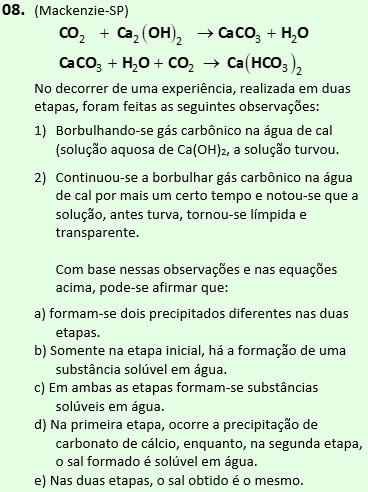 08. (Mackenzie-SP)
CO₂ + Ca₂(OH)₂ → CaCO₃ + H₂O
CaCO₃ + H₂O + CO₂ → Ca(HCO₃)₂
No decorrer de uma experiência, realizada em duas
etapas, foram feitas as seguintes observações:
1) Borbulhando-se gás carbônico na água de cal
(solução aquosa de Ca(OH)₂, a solução turvou.
2) Continuou-se a borbulhar gás carbônico na água
de cal por mais um certo tempo e notou-se que a
solução, antes turva, tornou-se límpida e
transparente.
Com base nessas observações e nas equações
acima, pode-se afirmar que:
a) formam-se dois precipitados diferentes nas duas
etapas.
b) Somente na etapa inicial, há a formação de uma
substância solúvel em água.
c) Em ambas as etapas formam-se substâncias
solúveis em água.
d) Na primeira etapa, ocorre a precipitação de
carbonato de cálcio, enquanto, na segunda etapa,
o sal formado é solúvel em água.
e) Nas duas etapas, o sal obtido é o mesmo.